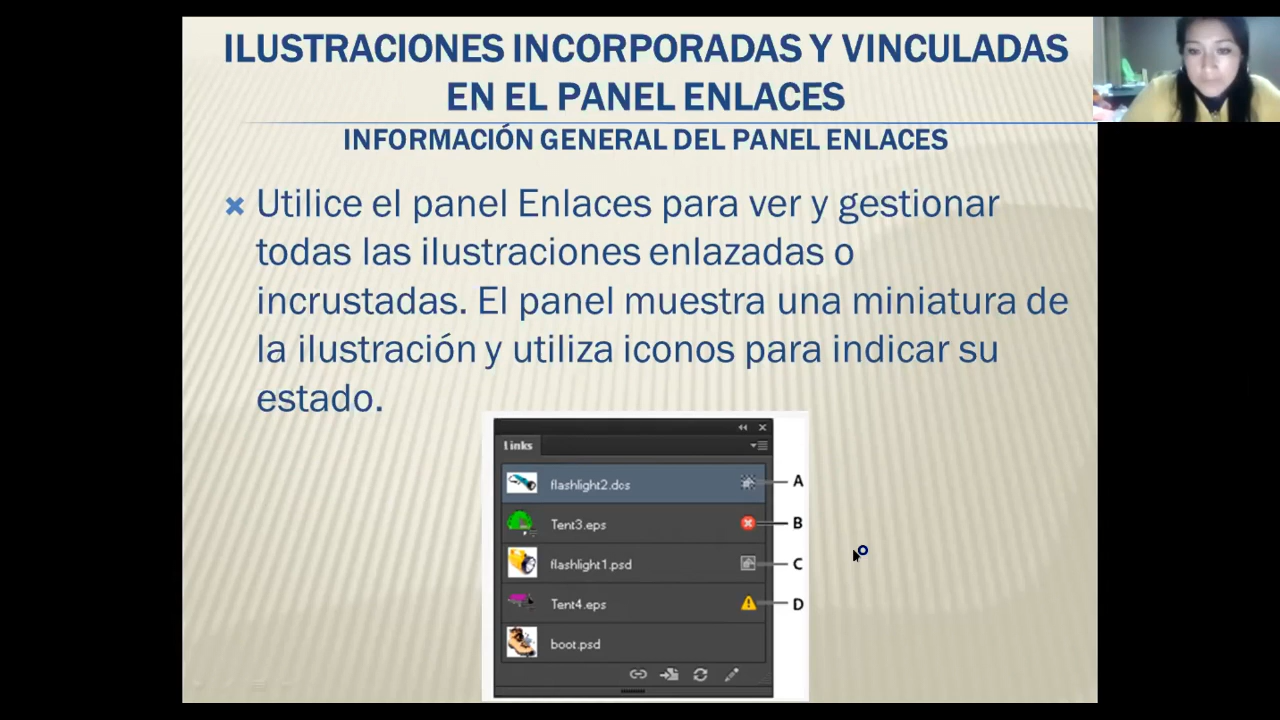 ILUSTRACIONES INCORPORADAS Y VINCULADAS
EN EL PANEL ENLACES
INFORMACIÓN GENERAL DEL PANEL ENLACES
Utilice el panel Enlaces para ver y gestionar
todas las ilustraciones enlazadas o
incrustadas. El panel muestra una miniatura de
la ilustración y utiliza iconos para indicar su
estado.
Links
flashlight2.dcs A
Tent3.eps B
flashlight1.psd C
Tent4.eps D
boot.psd